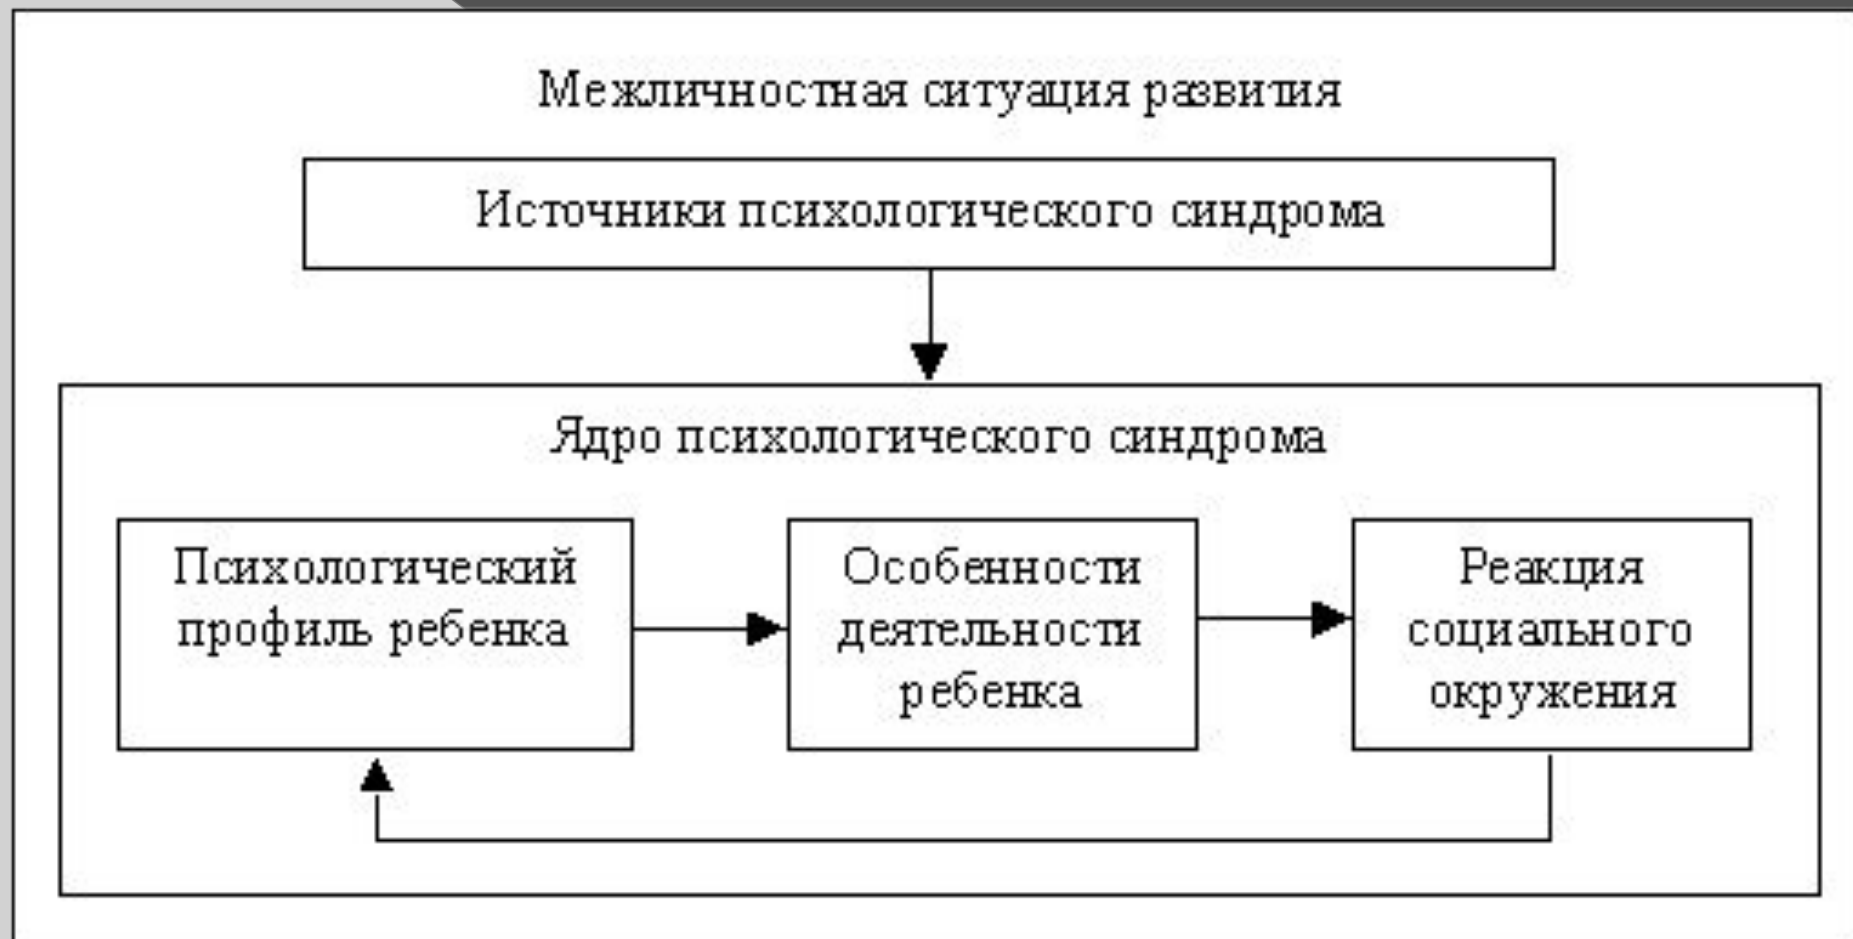 Межличностная ситуация развития
Источники психологического синдрома
Ядро психологического синдрома
Психологический
профиль ребенка
Особенности
деятельности
ребенка
Реакция
социального
окружения